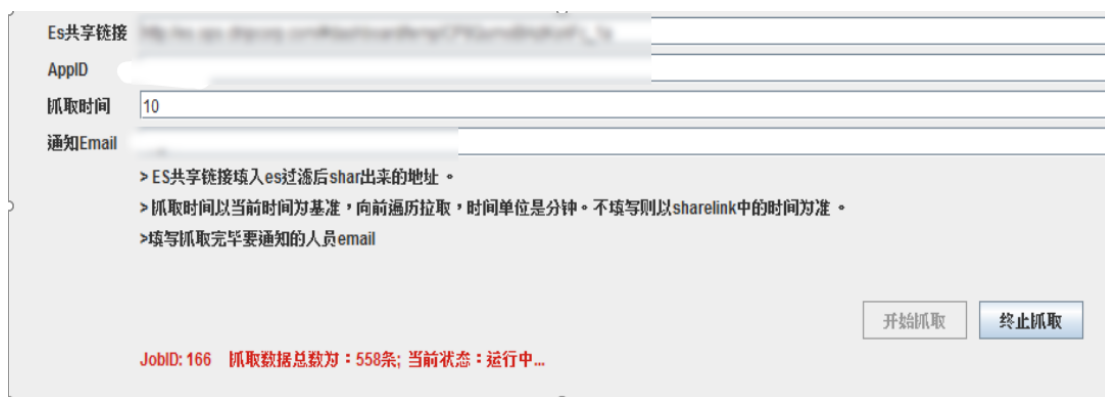 Es共享链接
AppID
抓取时间 10
通知Email
> ES共享链接填入es过滤后shar出来的地址。
> 抓取时间以当前时间为基准，向前遍历拉取，时间单位是分钟。不填写则以sharelink中的时间为准。
>填写抓取完毕要通知的人员email
开始抓取 终止抓取
JobID: 166 抓取数据总数为：558条; 当前状态：运行中...